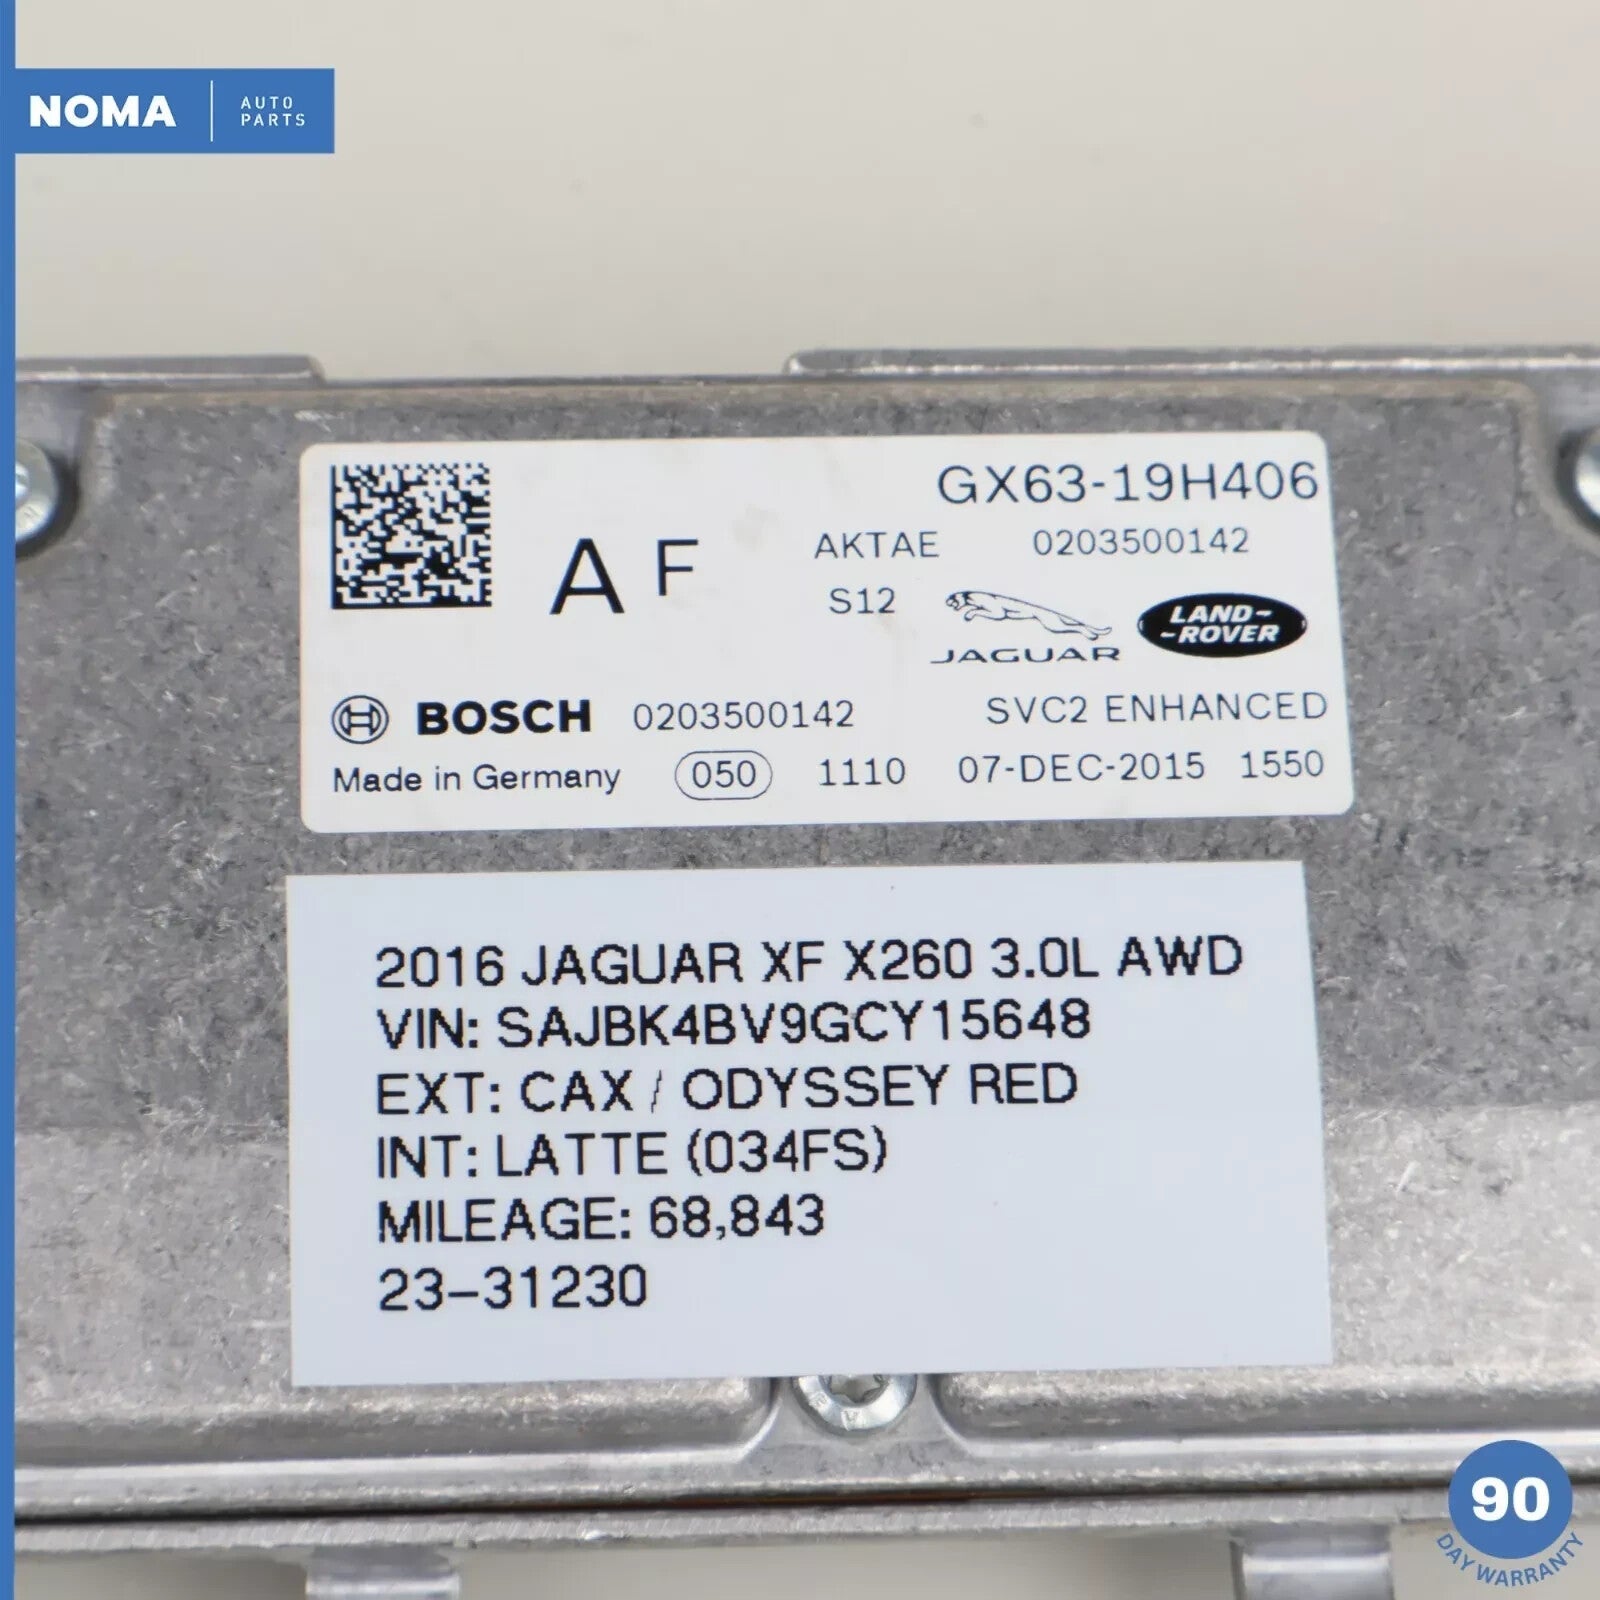 NOMA AUTO PARTS
GX63-19H406
A F AKTAE 0203500142
S12 JAGUAR LAND-ROVER
BOSCH 0203500142 SVC2 ENHANCED
Made in Germany 050 1110 07-DEC-2015 1550
2016 JAGUAR XF X260 3.0L AWD
VIN: SAJBK4BV9GCY15648
EXT: CAX / ODYSSEY RED
INT: LATTE (034FS)
MILEAGE: 68,843
23-31230
90
DAY WARRANTY